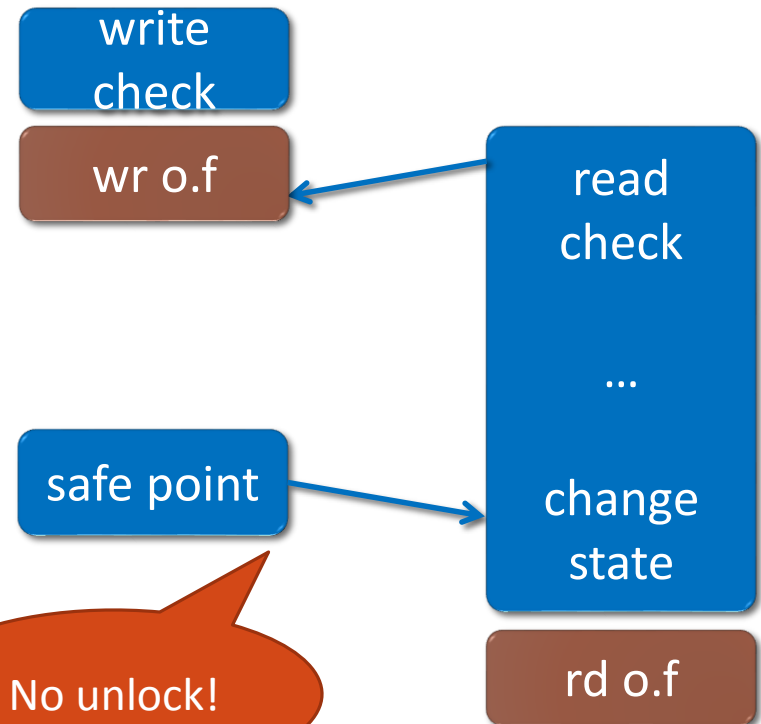 write
check
wr o.f
read
check
...
change
state
safe point
No unlock!
rd o.f